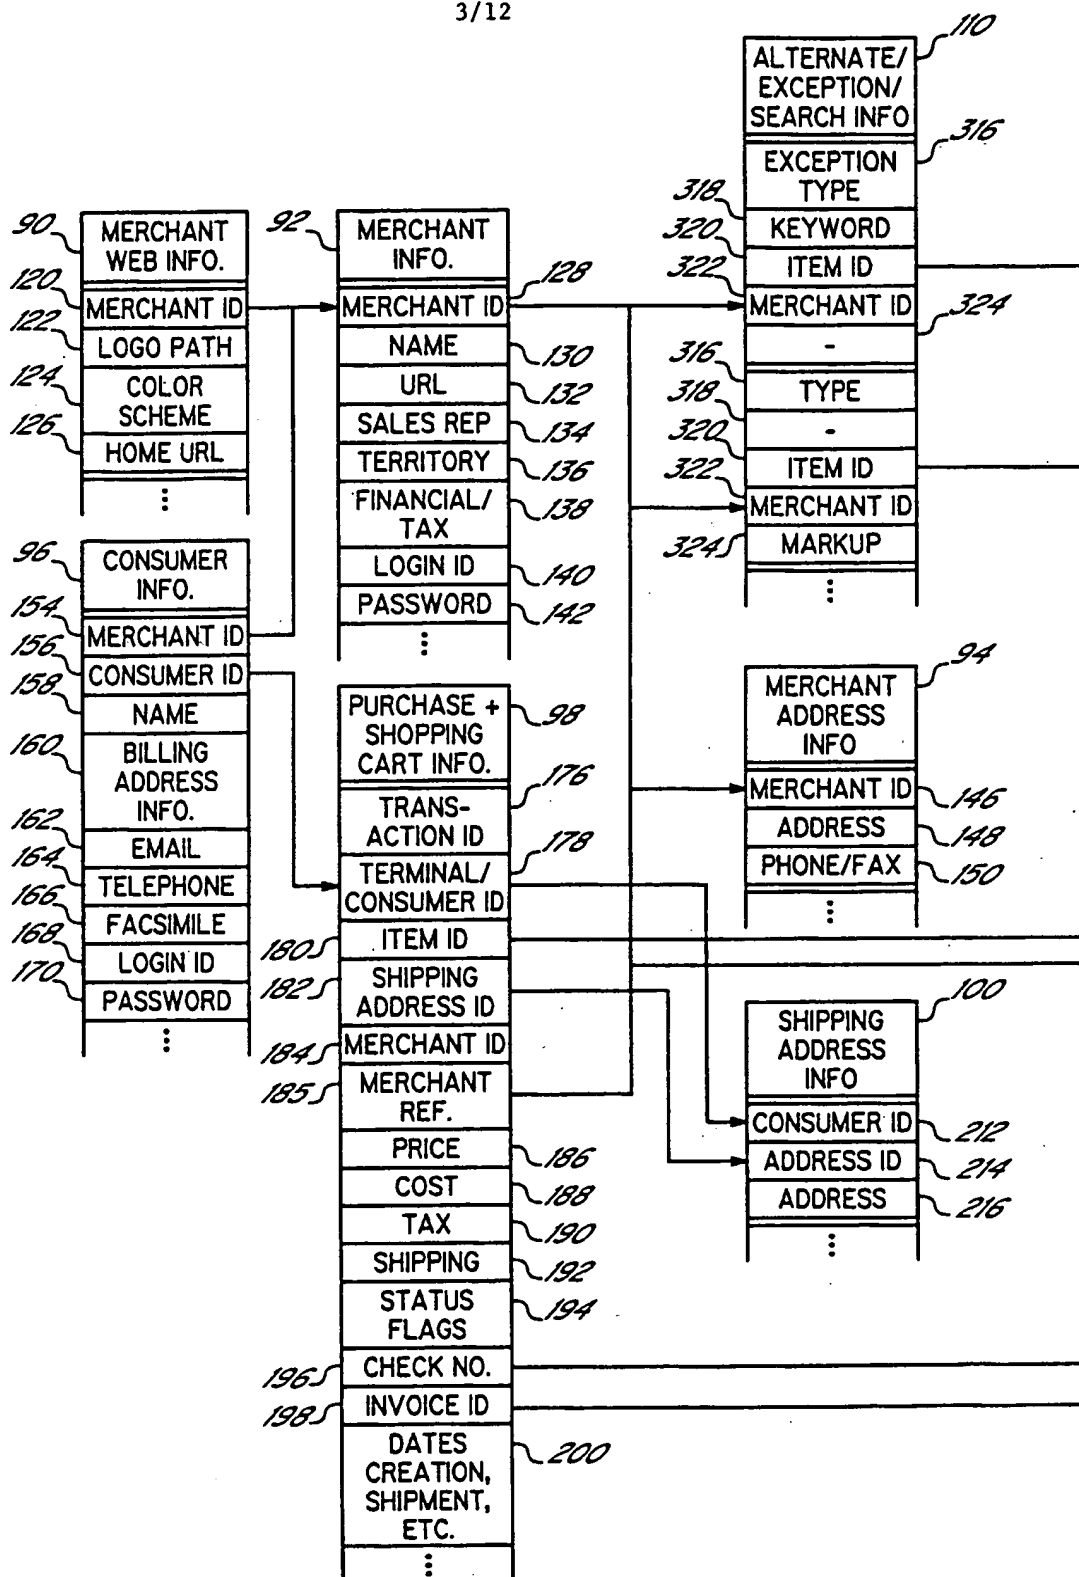 3/12
110
ALTERNATE/
EXCEPTION/
SEARCH INFO
316
EXCEPTION
TYPE
318
KEYWORD
320
ITEM ID
322
MERCHANT ID
324
-
316
TYPE
318
-
320
ITEM ID
322
MERCHANT ID
324
MARKUP
⋮
90
MERCHANT
WEB INFO.
120
MERCHANT ID
122
LOGO PATH
124
COLOR
SCHEME
126
HOME URL
⋮
92
MERCHANT
INFO.
128
MERCHANT ID
NAME
130
URL
132
SALES REP
134
TERRITORY
136
FINANCIAL/
TAX
138
LOGIN ID
140
PASSWORD
142
⋮
96
CONSUMER
INFO.
154
MERCHANT ID
156
CONSUMER ID
158
NAME
160
BILLING
ADDRESS
INFO.
162
EMAIL
164
TELEPHONE
166
FACSIMILE
168
LOGIN ID
170
PASSWORD
⋮
PURCHASE +
SHOPPING
CART INFO.
98
176
TRANS-
ACTION ID
178
TERMINAL/
CONSUMER ID
180
ITEM ID
182
SHIPPING
ADDRESS ID
184
MERCHANT ID
185
MERCHANT
REF.
PRICE
186
COST
188
TAX
190
SHIPPING
192
STATUS
FLAGS
194
196
CHECK NO.
198
INVOICE ID
DATES
CREATION,
SHIPMENT,
ETC.
200
⋮
94
MERCHANT
ADDRESS
INFO
MERCHANT ID
146
ADDRESS
148
PHONE/FAX
150
⋮
100
SHIPPING
ADDRESS
INFO
CONSUMER ID
212
ADDRESS ID
214
ADDRESS
216
⋮